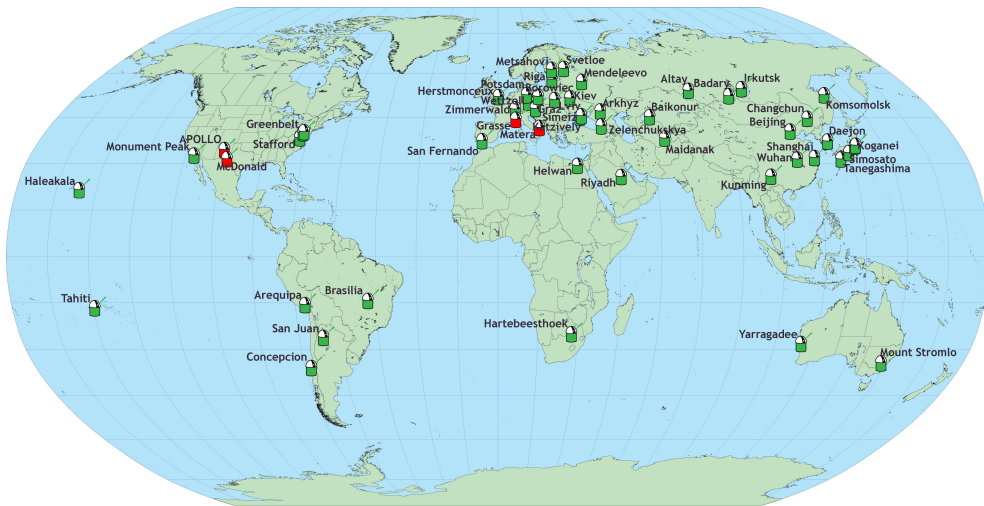 Metsahovi
Svetloe
Riga
Mendeleevo
Potsdam
Borowiec
Herstmonceux
Wettzell
Kiev
Altay
Badary
Irkutsk
Komsomolsk
Zimmerwald
Graz
Arkhyz
Baikonur
Changchun
Simeiz
Grasse
Katzively
Matera
Zelenchukskya
Beijing
Daejon
Greenbelt
Stafford
APOLLO
Monument Peak
McDonald
San Fernando
Maidanak
Shanghai
Koganei
Wuhan
Simosato
Tanegashima
Haleakala
Helwan
Riyadh
Kunming
Tahiti
Arequipa
Brasilia
San Juan
Hartebeesthoek
Yarragadee
Concepcion
Mount Stromlo